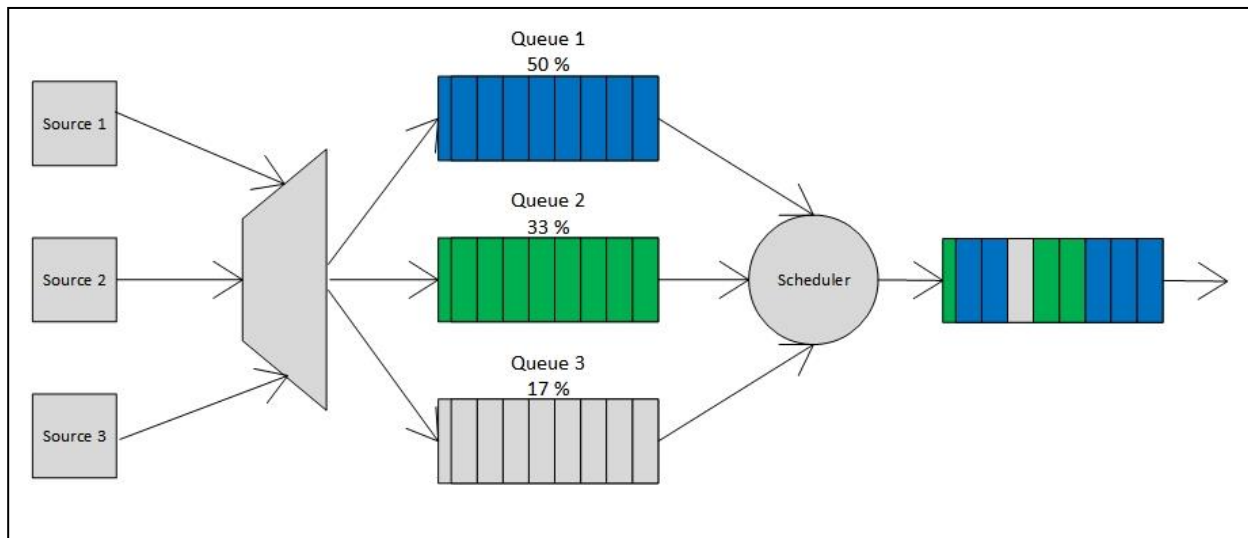 Source 1
Source 2
Source 3
Queue 1
50 %
Queue 2
33 %
Queue 3
17 %
Scheduler